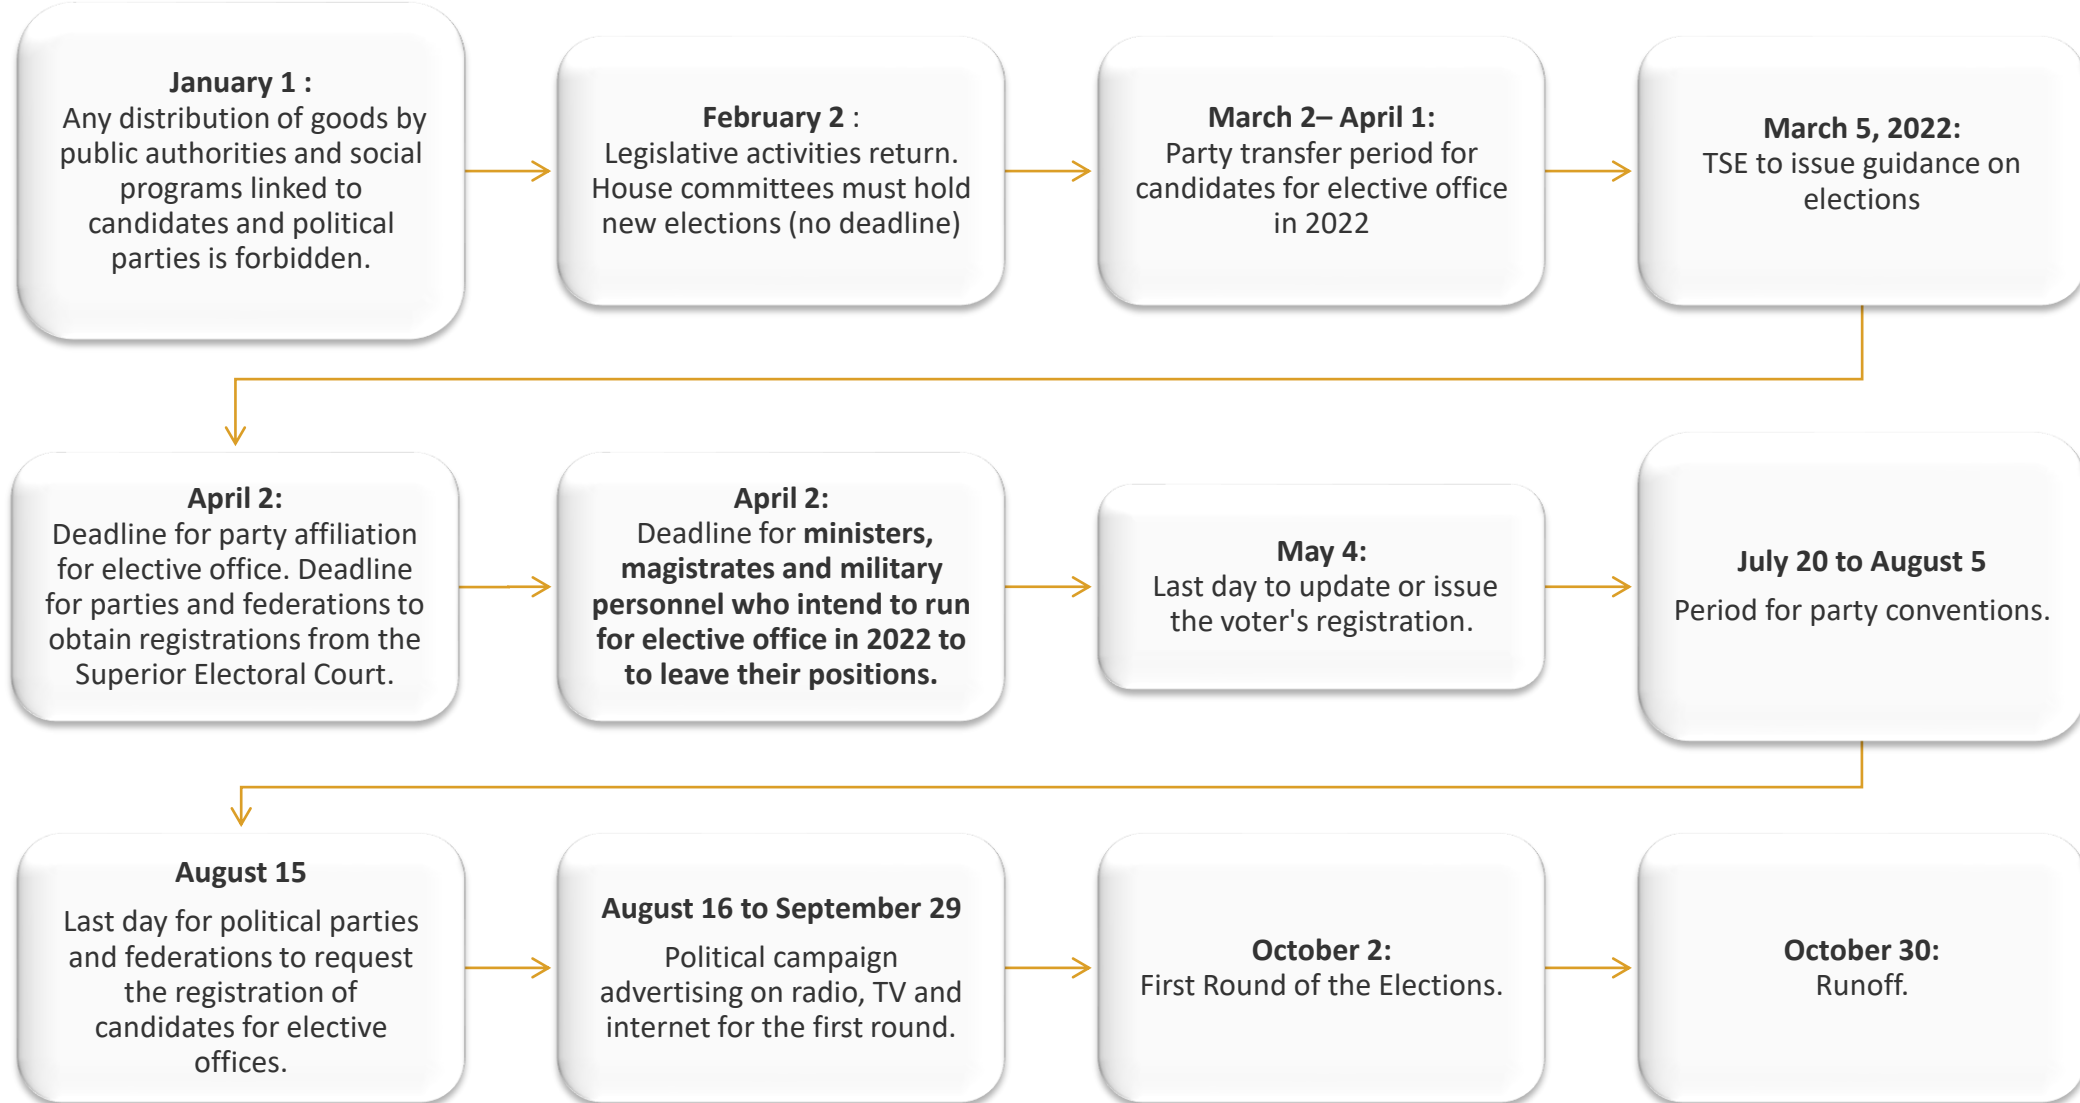 January 1 :
Any distribution of goods by
public authorities and social
programs linked to
candidates and political
parties is forbidden.
February 2 :
Legislative activities return.
House committees must hold
new elections (no deadline)
March 2– April 1:
Party transfer period for
candidates for elective office
in 2022
March 5, 2022:
TSE to issue guidance on
elections
April 2:
Deadline for party affiliation
for elective office. Deadline
for parties and federations to
obtain registrations from the
Superior Electoral Court.
April 2:
Deadline for ministers,
magistrates and military
personnel who intend to run
for elective office in 2022 to
to leave their positions.
May 4:
Last day to update or issue
the voter's registration.
July 20 to August 5
Period for party conventions.
August 15
Last day for political parties
and federations to request
the registration of
candidates for elective
offices.
August 16 to September 29
Political campaign
advertising on radio, TV and
internet for the first round.
October 2:
First Round of the Elections.
October 30:
Runoff.